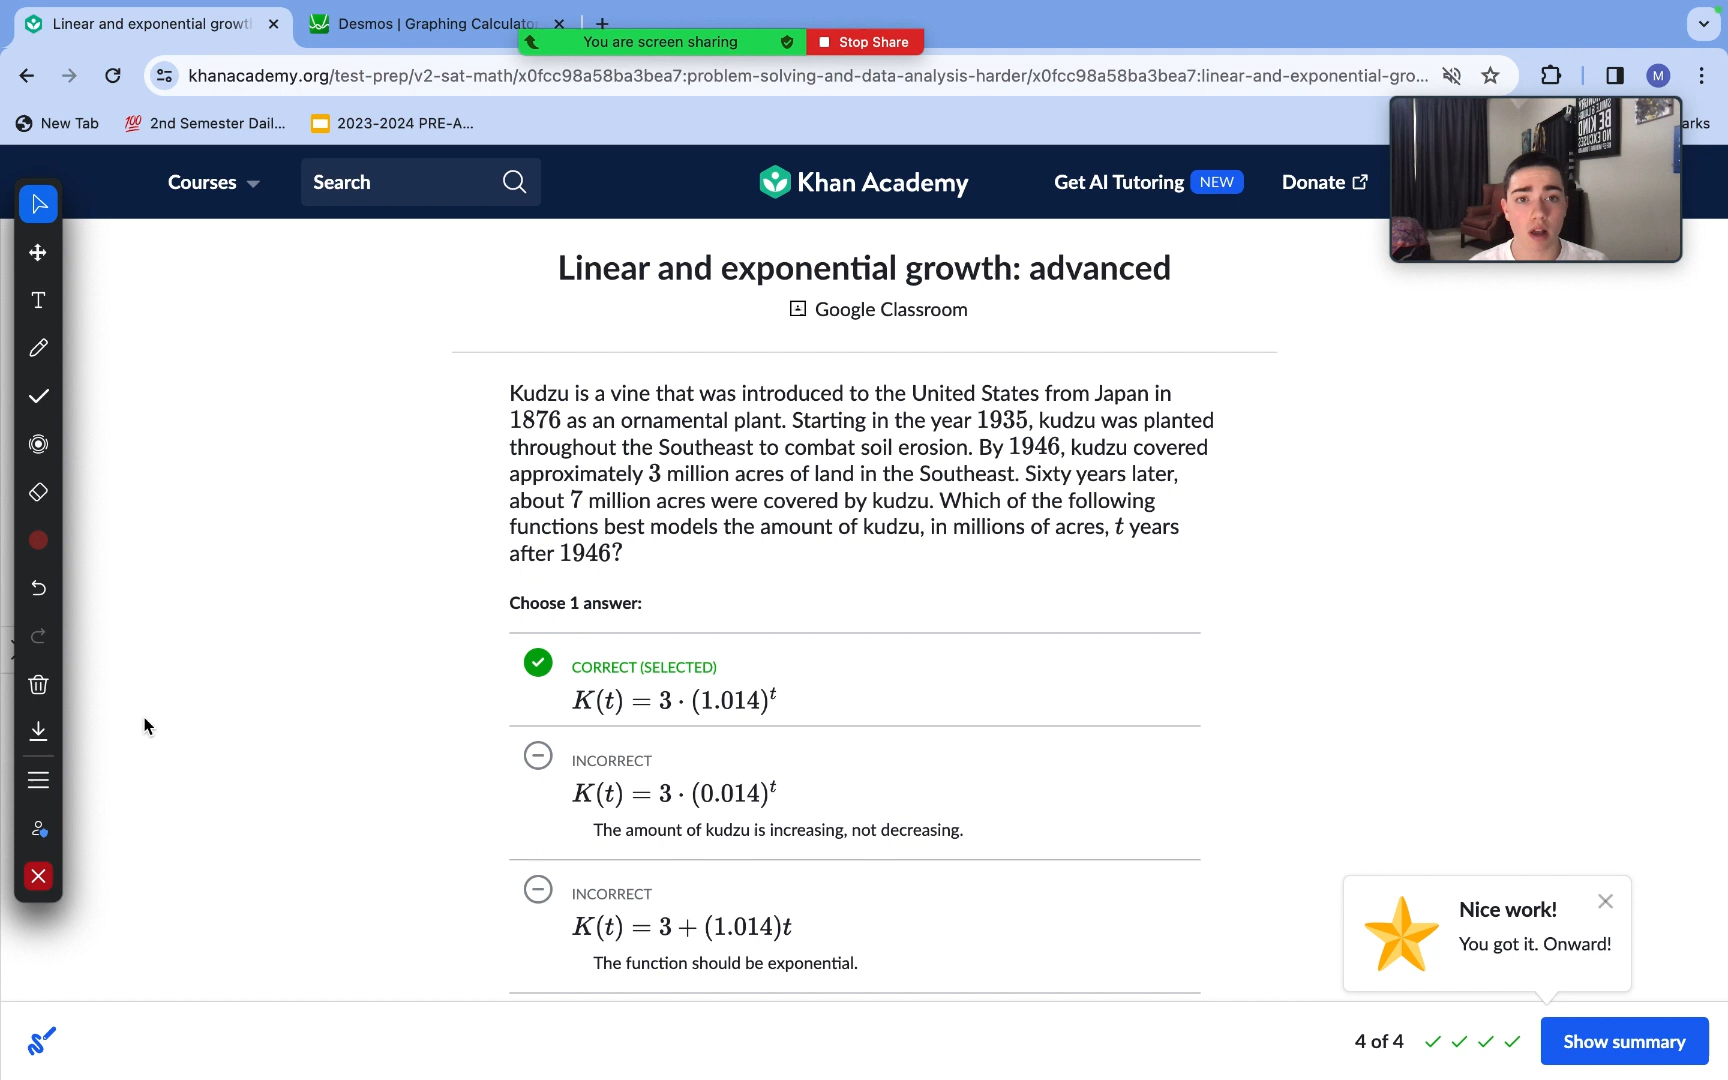 Linear and exponential growt
Desmos | Graphing Calculato
You are screen sharing
Stop Share
khanacademy.org/test-prep/v2-sat-math/x0fcc98a58ba3bea7:problem-solving-and-data-analysis-harder/x0fcc98a58ba3bea7:linear-and-exponential-gro...
M
New Tab
2nd Semester Dail...
2023-2024 PRE-A...
arks
Courses
Search
Khan Academy
Get AI Tutoring NEW
Donate
Linear and exponential growth: advanced
Google Classroom
Kudzu is a vine that was introduced to the United States from Japan in
1876 as an ornamental plant. Starting in the year 1935, kudzu was planted
throughout the Southeast to combat soil erosion. By 1946, kudzu covered
approximately 3 million acres of land in the Southeast. Sixty years later,
about 7 million acres were covered by kudzu. Which of the following
functions best models the amount of kudzu, in millions of acres, t years
after 1946?
Choose 1 answer:
CORRECT (SELECTED)
K(t) = 3 · (1.014)^t
INCORRECT
K(t) = 3 · (0.014)^t
The amount of kudzu is increasing, not decreasing.
INCORRECT
K(t) = 3 + (1.014)t
The function should be exponential.
Nice work!
You got it. Onward!
4 of 4
Show summary